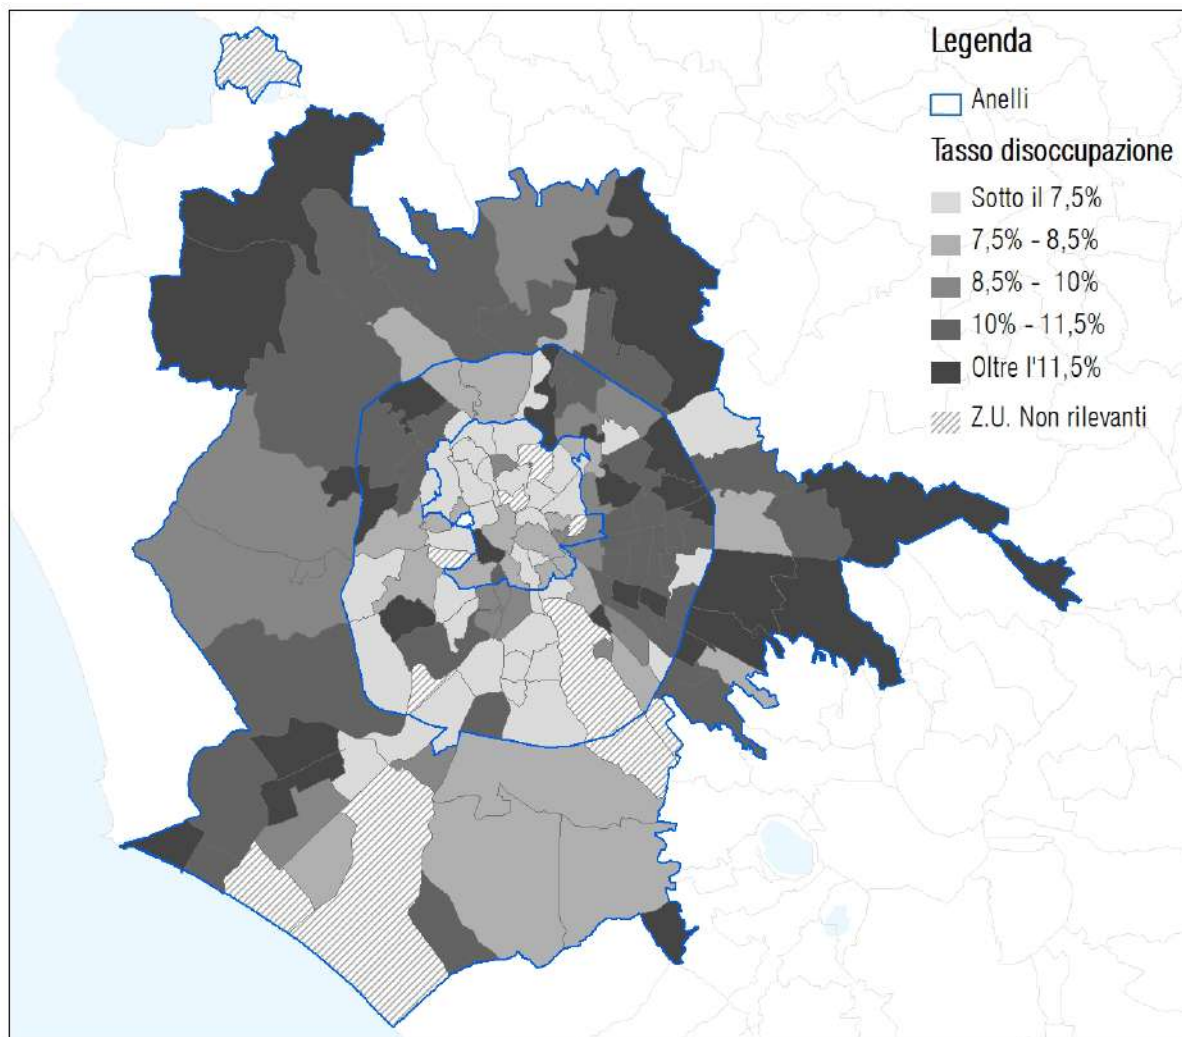 Legenda
Anelli
Tasso disoccupazione
Sotto il 7,5%
7,5% - 8,5%
8,5% - 10%
10% - 11,5%
Oltre l'11,5%
Z.U. Non rilevanti